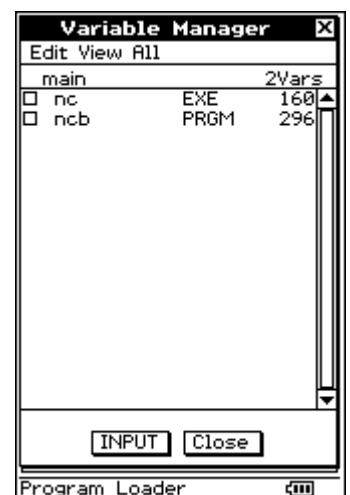 Variable Manager X
Edit View All
main 2Vars
nc EXE 160
ncb PRGM 296
INPUT Close
Program Loader